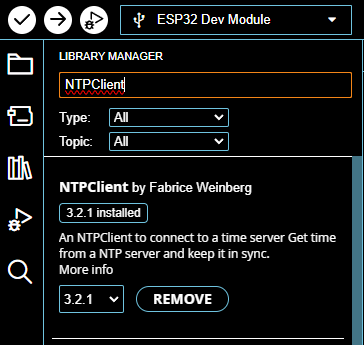 ESP32 Dev Module
LIBRARY MANAGER
NTPClient
Type: All
Topic: All
NTPClient by Fabrice Weinberg
3.2.1 installed
An NTPClient to connect to a time server Get time
from a NTP server and keep it in sync.
More info
3.2.1 REMOVE